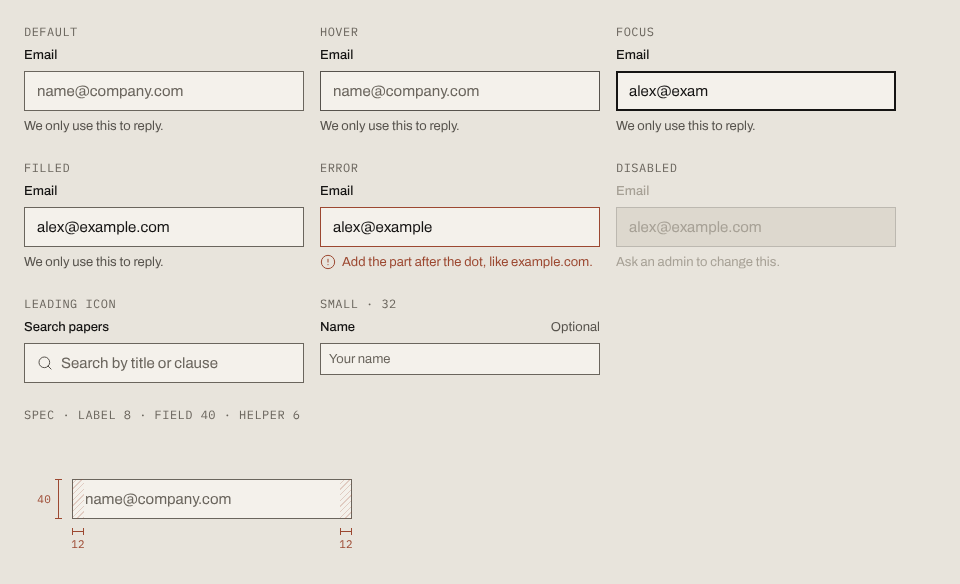 DEFAULT
Email
name@company.com
We only use this to reply.
HOVER
Email
name@company.com
We only use this to reply.
FOCUS
Email
alex@exam
We only use this to reply.
FILLED
Email
alex@example.com
We only use this to reply.
ERROR
Email
alex@example
Add the part after the dot, like example.com.
DISABLED
Email
alex@example.com
Ask an admin to change this.
LEADING ICON
Search papers
Search by title or clause
SMALL · 32
Name Optional
Your name
SPEC · LABEL 8 · FIELD 40 · HELPER 6
40 name@company.com
12 12